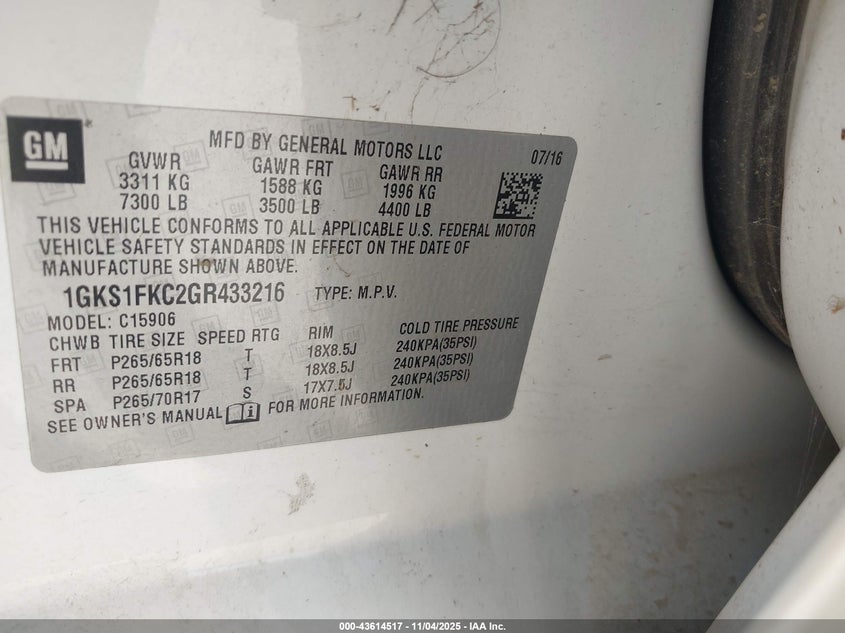 GM
MFD BY GENERAL MOTORS LLC 07/16
GVWR GAWR FRT GAWR RR
3311 KG 1588 KG 1996 KG
7300 LB 3500 LB 4400 LB
THIS VEHICLE CONFORMS TO ALL APPLICABLE U.S. FEDERAL MOTOR
VEHICLE SAFETY STANDARDS IN EFFECT ON THE DATE OF
MANUFACTURE SHOWN ABOVE.
1GKS1FKC2GR433216 TYPE: M.P.V.
MODEL: C15906
CHWB TIRE SIZE SPEED RTG RIM COLD TIRE PRESSURE
FRT P265/65R18 T 18X8.5J 240KPA(35PSI)
RR P265/65R18 T 18X8.5J 240KPA(35PSI)
SPA P265/70R17 S 17X7.5J 240KPA(35PSI)
SEE OWNER'S MANUAL FOR MORE INFORMATION.
000-43614517 - 11/04/2025 - IAA Inc.